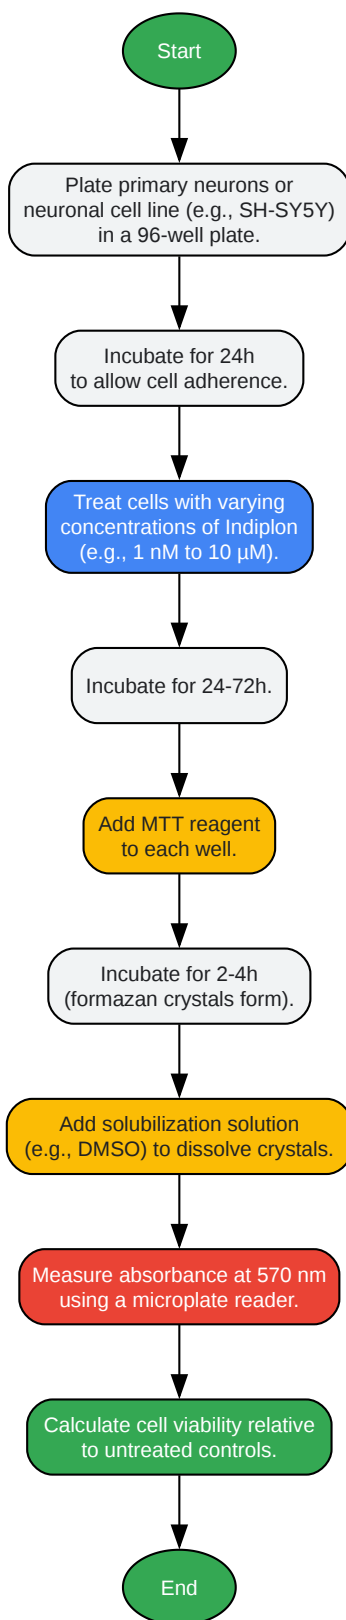 Start
Plate primary neurons or
neuronal cell line (e.g., SH-SY5Y)
in a 96-well plate.
Incubate for 24h
to allow cell adherence.
Treat cells with varying
concentrations of Indiplon
(e.g., 1 nM to 10 µM).
Incubate for 24-72h.
Add MTT reagent
to each well.
Incubate for 2-4h
(formazan crystals form).
Add solubilization solution
(e.g., DMSO) to dissolve crystals.
Measure absorbance at 570 nm
using a microplate reader.
Calculate cell viability relative
to untreated controls.
End